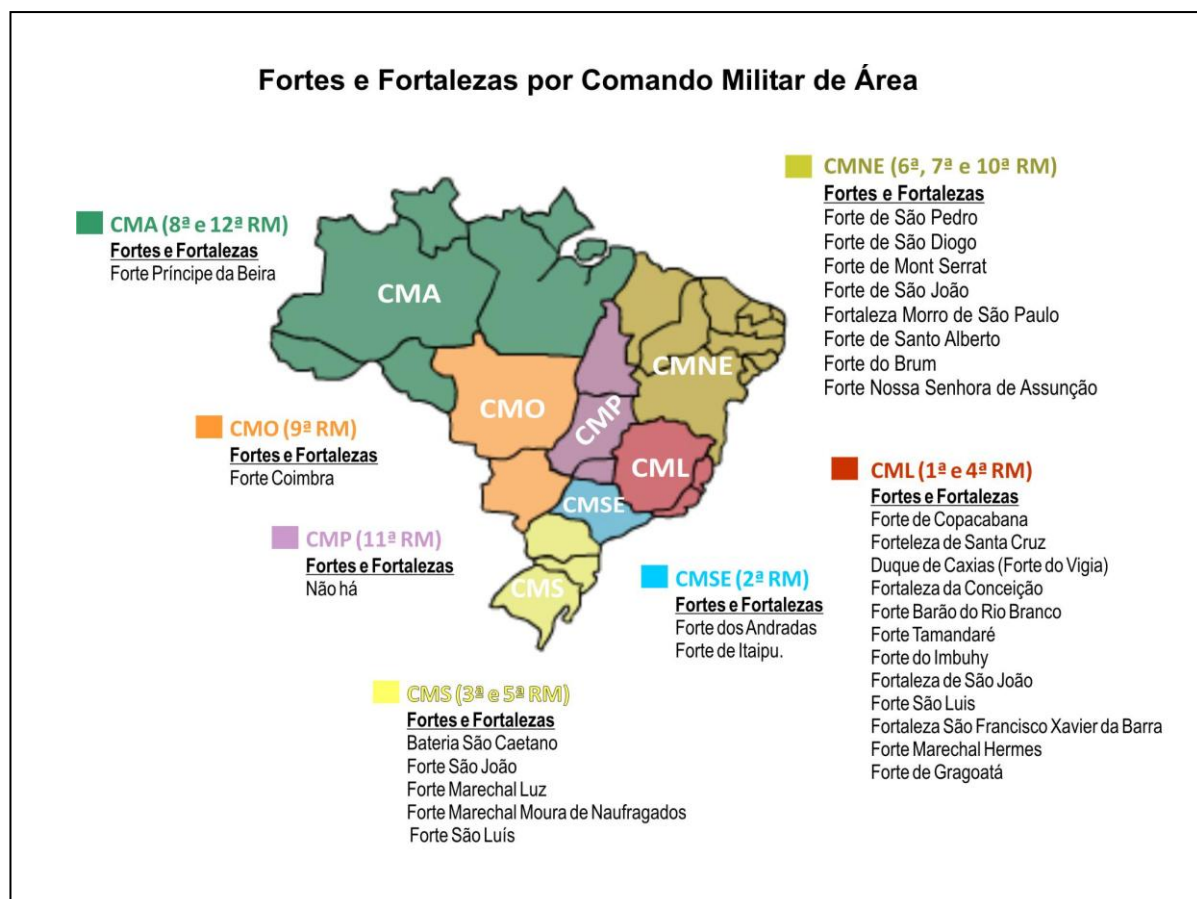 Fortes e Fortalezas por Comando Militar de Área
CMA (8ª e 12ª RM)
Fortes e Fortalezas
Forte Príncipe da Beira
CMO (9ª RM)
Fortes e Fortalezas
Forte Coimbra
CMP (11ª RM)
Fortes e Fortalezas
Não há
CMS (3ª e 5ª RM)
Fortes e Fortalezas
Bateria São Caetano
Forte São João
Forte Marechal Luz
Forte Marechal Moura de Naufragados
Forte São Luís
CMA
CMO
CMP
CMNE
CML
CMSE
CMS
CMSE (2ª RM)
Fortes e Fortalezas
Forte dos Andradas
Forte de Itaipu.
CMNE (6ª, 7ª e 10ª RM)
Fortes e Fortalezas
Forte de São Pedro
Forte de São Diogo
Forte de Mont Serrat
Forte de São João
Fortaleza Morro de São Paulo
Forte de Santo Alberto
Forte do Brum
Forte Nossa Senhora de Assunção
CML (1ª e 4ª RM)
Fortes e Fortalezas
Forte de Copacabana
Forteleza de Santa Cruz
Duque de Caxias (Forte do Vigia)
Fortaleza da Conceição
Forte Barão do Rio Branco
Forte Tamandaré
Forte do Imbuhy
Fortaleza de São João
Forte São Luis
Fortaleza São Francisco Xavier da Barra
Forte Marechal Hermes
Forte de Gragoatá